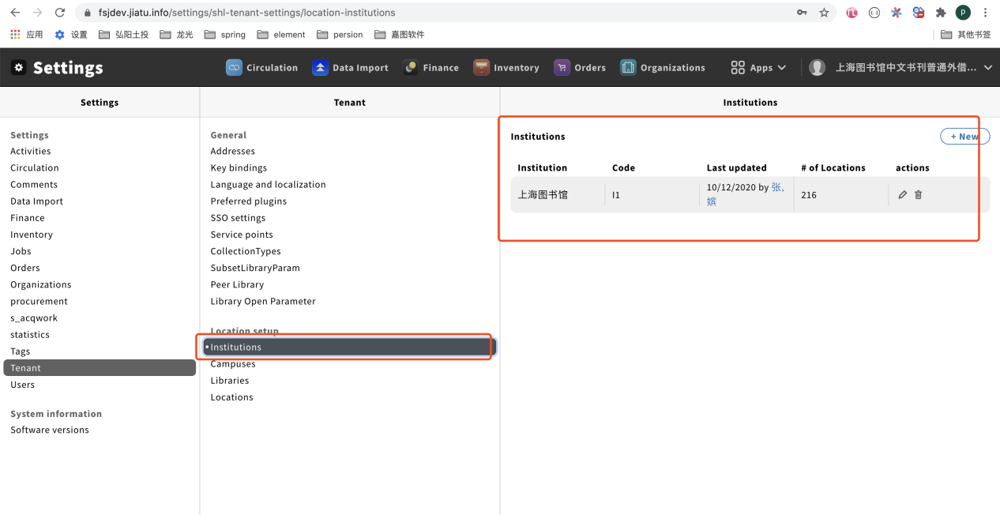 fsjdev.jiatu.info/settings/shl-tenant-settings/location-institutions
P
应用 设置 弘阳土投 龙光 spring element persion 嘉图软件 其他书签
Settings Circulation Data Import Finance Inventory Orders Organizations Apps 上海图书馆中文书刊普通外借...
Settings
Settings
Activities
Circulation
Comments
Data Import
Finance
Inventory
Jobs
Orders
Organizations
procurement
s_acqwork
statistics
Tags
Tenant
Users
System information
Software versions
Tenant
General
Addresses
Key bindings
Language and localization
Preferred plugins
SSO settings
Service points
CollectionTypes
SubsetLibraryParam
Peer Library
Library Open Parameter
Location setup
•Institutions
Campuses
Libraries
Locations
Institutions
Institutions
+ New
Institution Code Last updated # of Locations actions
上海图书馆 I1 10/12/2020 by 张, 216
嫔